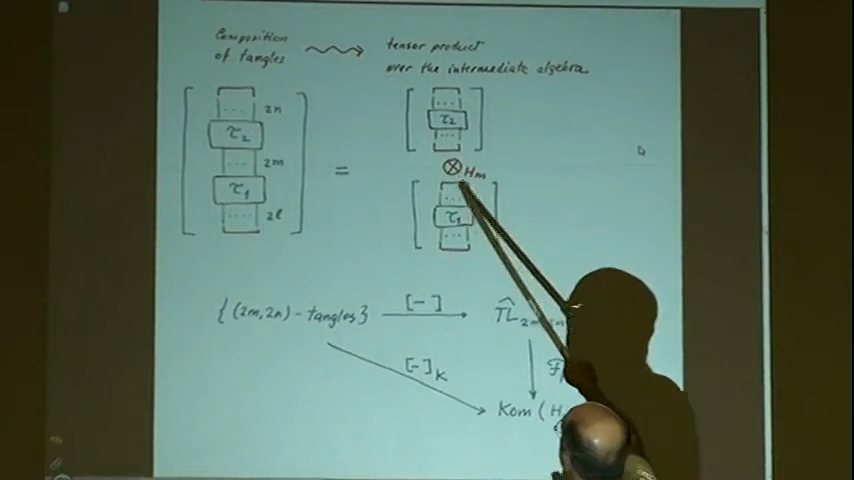 Composition
of tangles
tensor product
over the intermediate algebra
... 2n
τ₂
... 2m
τ₁
... 2l
=
...
τ₂
...
⊗ Hm
...
τ₁
...
{(2m,2n) - tangles}
[-]
TL
[-]K
Kom (H